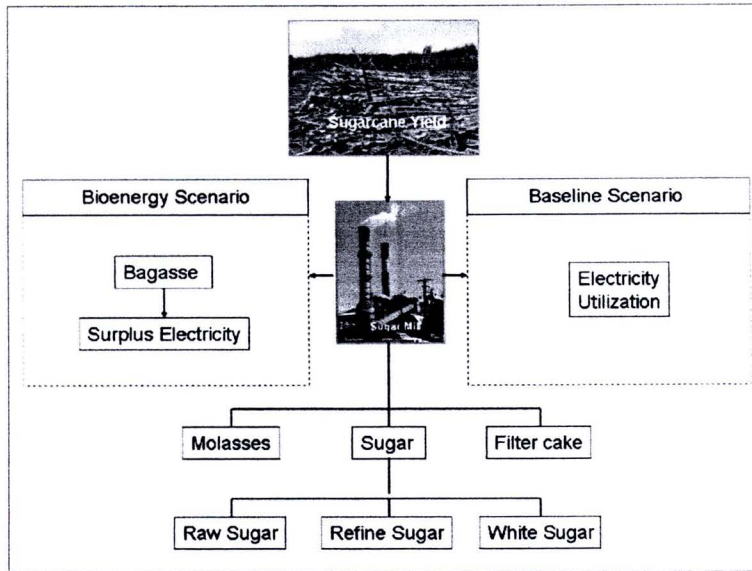 Sugarcane Yield
Bioenergy Scenario
Baseline Scenario
Bagasse
Surplus Electricity
Sugar Mill
Electricity
Utilization
Molasses
Sugar
Filter cake
Raw Sugar
Refine Sugar
White Sugar